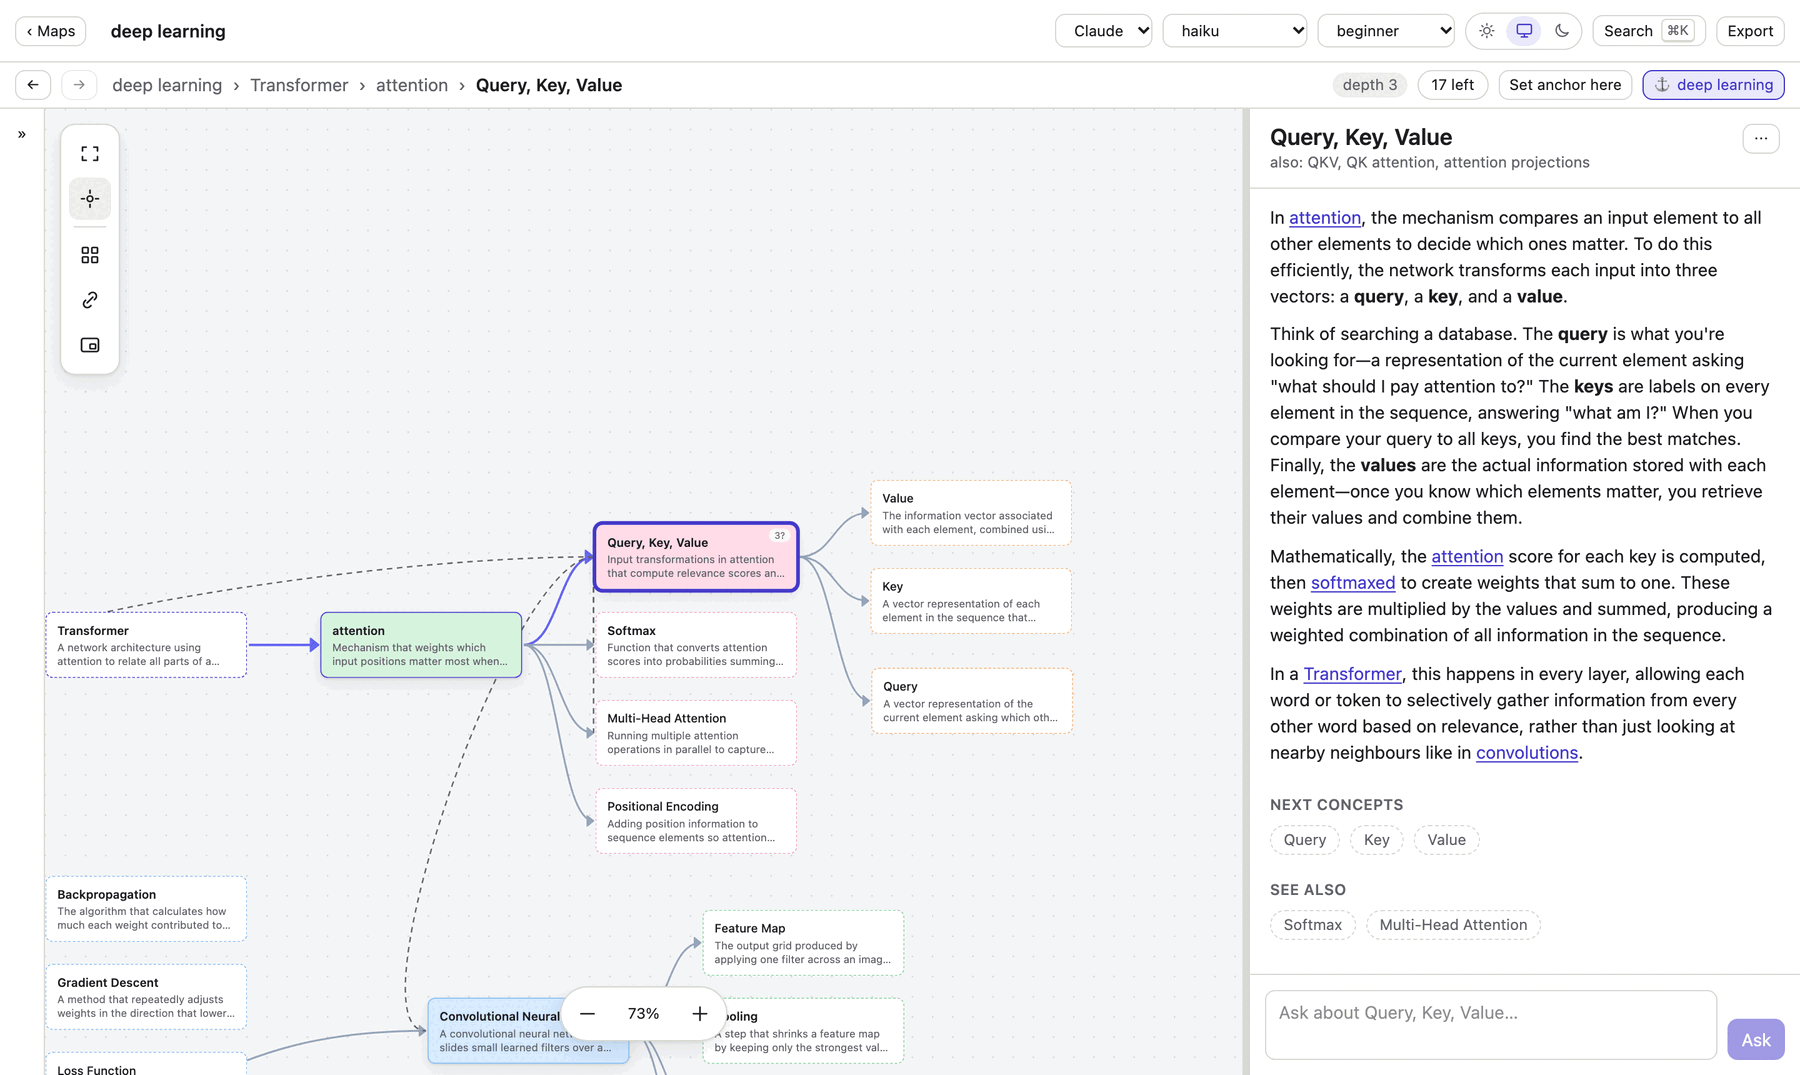 ‹ Maps
deep learning
Claude
haiku
beginner
Search ⌘K
Export
←
→
deep learning › Transformer › attention › Query, Key, Value
depth 3
17 left
Set anchor here
deep learning
»
Transformer
A network architecture using
attention to relate all parts of a...
attention
Mechanism that weights which
input positions matter most when...
Query, Key, Value
3?
Input transformations in attention
that compute relevance scores an...
Softmax
Function that converts attention
scores into probabilities summing...
Multi-Head Attention
Running multiple attention
operations in parallel to capture...
Positional Encoding
Adding position information to
sequence elements so attention...
Value
The information vector associated
with each element, combined usi...
Key
A vector representation of each
element in the sequence that...
Query
A vector representation of the
current element asking which oth...
Backpropagation
The algorithm that calculates how
much each weight contributed to...
Gradient Descent
A method that repeatedly adjusts
weights in the direction that lower...
Loss Function
Convolutional Neural
A convolutional neural
slides small learned filters over a...
Feature Map
The output grid produced by
applying one filter across an imag...
A step that shrinks a feature map
by keeping only the strongest val...
— 73% +
Query, Key, Value
also: QKV, QK attention, attention projections
...
In attention, the mechanism compares an input element to all
other elements to decide which ones matter. To do this
efficiently, the network transforms each input into three
vectors: a query, a key, and a value.
Think of searching a database. The query is what you're
looking for—a representation of the current element asking
"what should I pay attention to?" The keys are labels on every
element in the sequence, answering "what am I?" When you
compare your query to all keys, you find the best matches.
Finally, the values are the actual information stored with each
element—once you know which elements matter, you retrieve
their values and combine them.
Mathematically, the attention score for each key is computed,
then softmaxed to create weights that sum to one. These
weights are multiplied by the values and summed, producing a
weighted combination of all information in the sequence.
In a Transformer, this happens in every layer, allowing each
word or token to selectively gather information from every
other word based on relevance, rather than just looking at
nearby neighbours like in convolutions.
NEXT CONCEPTS
Query
Key
Value
SEE ALSO
Softmax
Multi-Head Attention
Ask about Query, Key, Value...
Ask